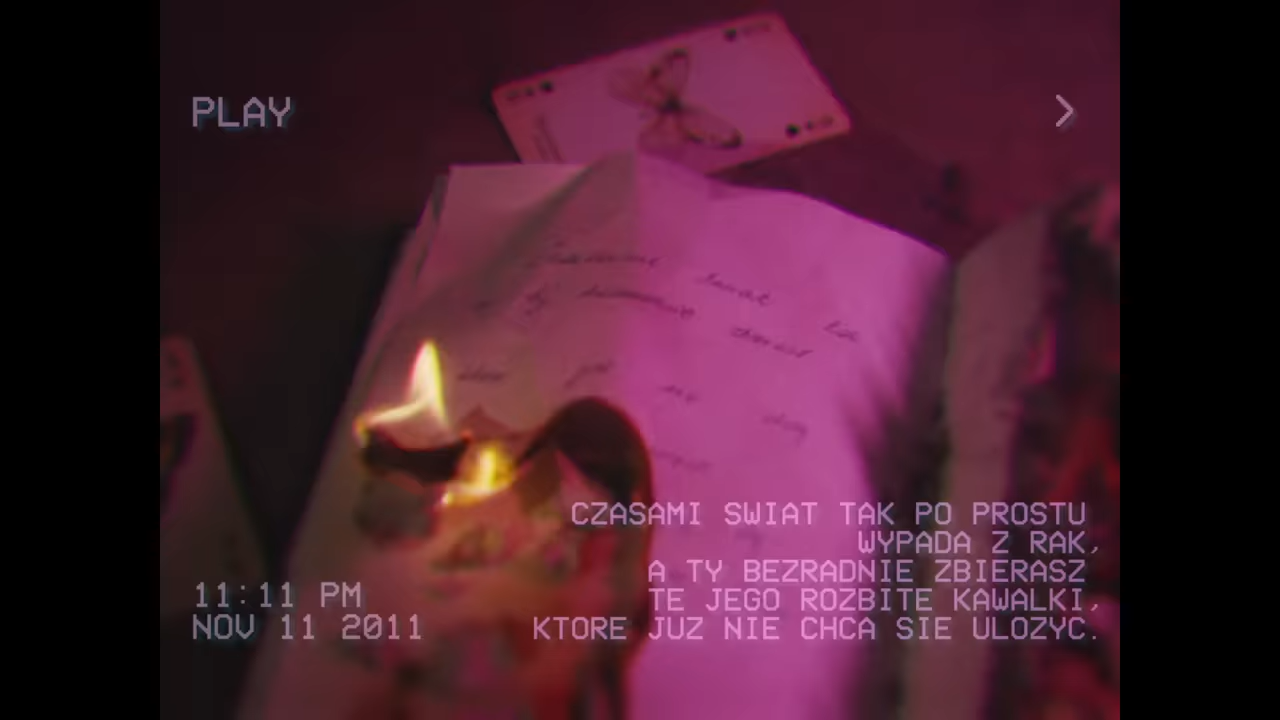 PLAY
CZASAMI SWIAT TAK PO PROSTU
WYPADA Z RAK,
A TY BEZRADNIE ZBIERASZ
TE JEGO ROZBITE KAWALKI,
KTORE JUZ NIE CHCA SIE ULOZYC.
11:11 PM
NOV 11 2011